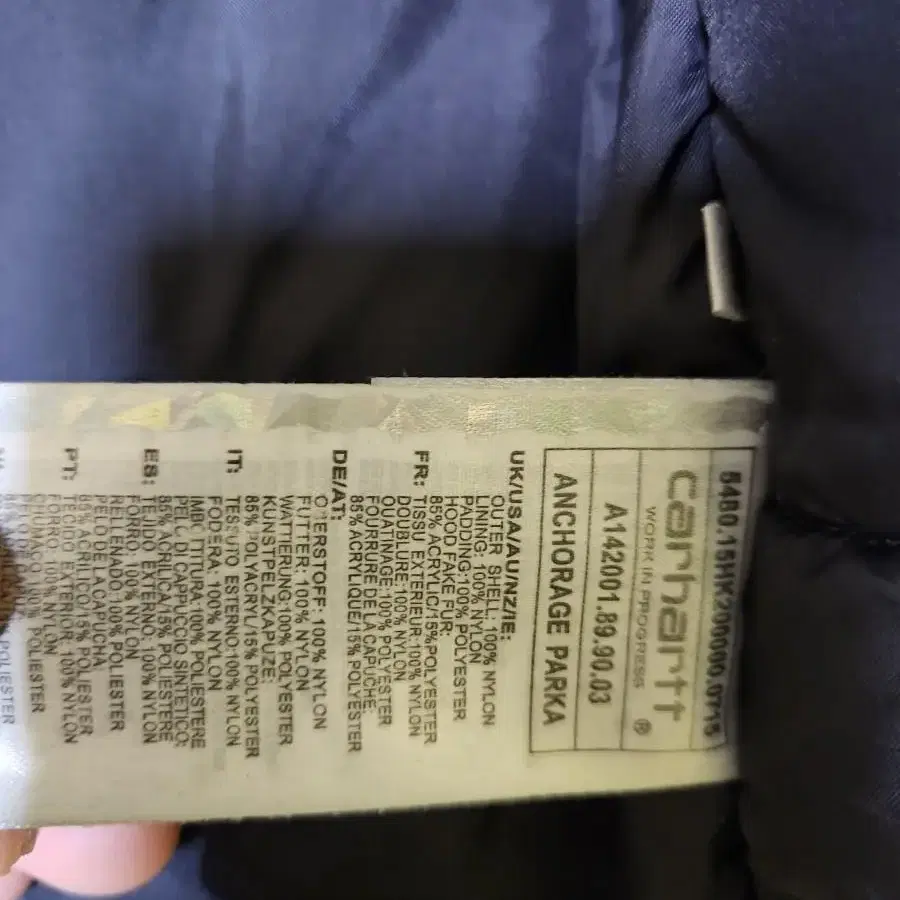 5480.15HK200000.0715
carhartt®
WORK IN PROGRESS
A142001.89.90.03
ANCHORAGE PARKA
UK/USA/AU/NZ/IE:
OUTER SHELL: 100% NYLON
LINING: 100% NYLON
PADDING:100% POLYESTER
HOOD FAKE FUR:
85% ACRYLIC/15%POLYESTER
FR:
TISSU EXTERIEUR:100% NYLON
DOUBLURE:100% NYLON
OUATINAGE:100% POLYESTER
FOURRURE DE LA CAPUCHE:
85% ACRYLIQUE/15% POLYESTER
DE/AT:
OBERSTOFF: 100% NYLON
FUTTER: 100% NYLON
WATTIERUNG:100% POLYESTER
KUNSTPELZKAPUZE:
85% POLYACRYL/15% POLYESTER
IT:
TESSUTO ESTERNO:100% NYLON
FODERA: 100% NYLON
IMBOTTITURA:100% POLIESTERE
PEL. DI CAPPUCCIO SINTETICO:
85% ACRILICA/15% POLIESTERE
ES:
TEJIDO EXTERNO: 100% NYLON
FORRO: 100% NYLON
RELLENADO:100% POLIESTER
PELO DE LA CAPUCHA:
85% ACRILICO/15% POLIESTER
PT:
TECIDO EXTERIOR: 100% NYLON
FORRO: 100% NYLON
CHUMAÇO:100% POLIESTER
POLIESTER